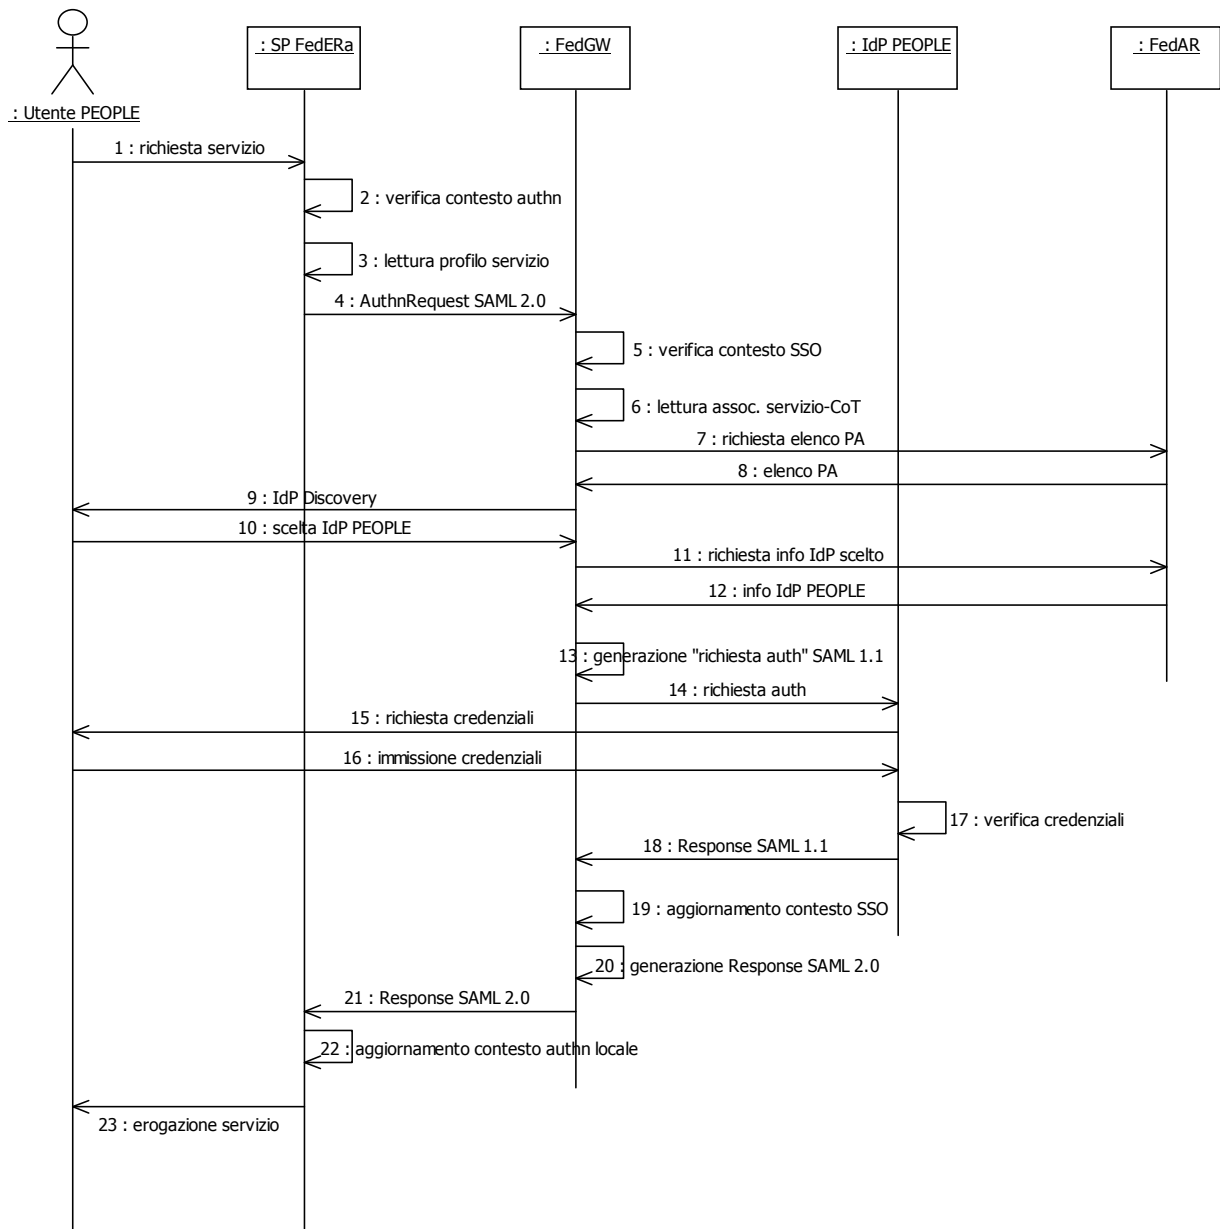 : SP FedERa
: FedGW
: IdP PEOPLE
: FedAR
: Utente PEOPLE
1 : richiesta servizio
2 : verifica contesto authn
3 : lettura profilo servizio
4 : AuthnRequest SAML 2.0
5 : verifica contesto SSO
6 : lettura assoc. servizio-CoT
7 : richiesta elenco PA
8 : elenco PA
9 : IdP Discovery
10 : scelta IdP PEOPLE
11 : richiesta info IdP scelto
12 : info IdP PEOPLE
13 : generazione "richiesta auth" SAML 1.1
14 : richiesta auth
15 : richiesta credenziali
16 : immissione credenziali
17 : verifica credenziali
18 : Response SAML 1.1
19 : aggiornamento contesto SSO
20 : generazione Response SAML 2.0
21 : Response SAML 2.0
22 : aggiornamento contesto authn locale
23 : erogazione servizio